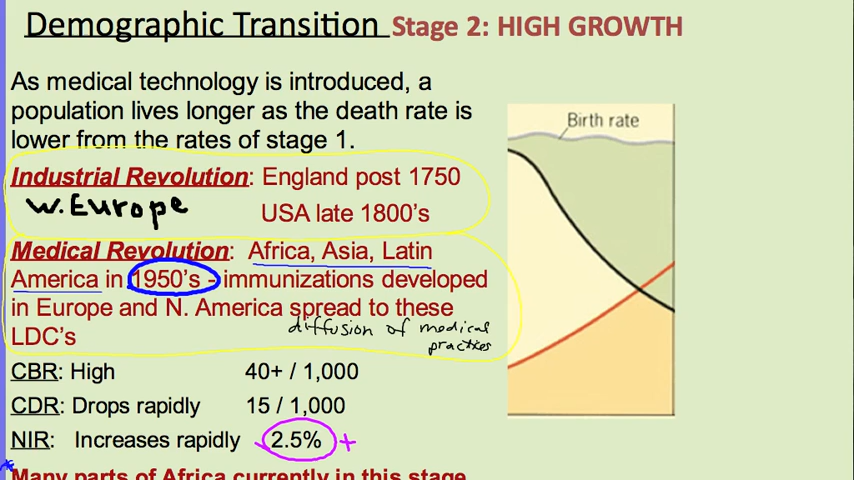 Demographic Transition Stage 2: HIGH GROWTH
As medical technology is introduced, a
population lives longer as the death rate is
lower from the rates of stage 1.
Industrial Revolution: England post 1750
W. Europe USA late 1800's
Medical Revolution: Africa, Asia, Latin
America in 1950's - immunizations developed
in Europe and N. America spread to these
LDC's
diffusion of medical
practices
CBR: High 40+ / 1,000
CDR: Drops rapidly 15 / 1,000
NIR: Increases rapidly 2.5% +
*Many parts of Africa currently in this stage
Birth rate